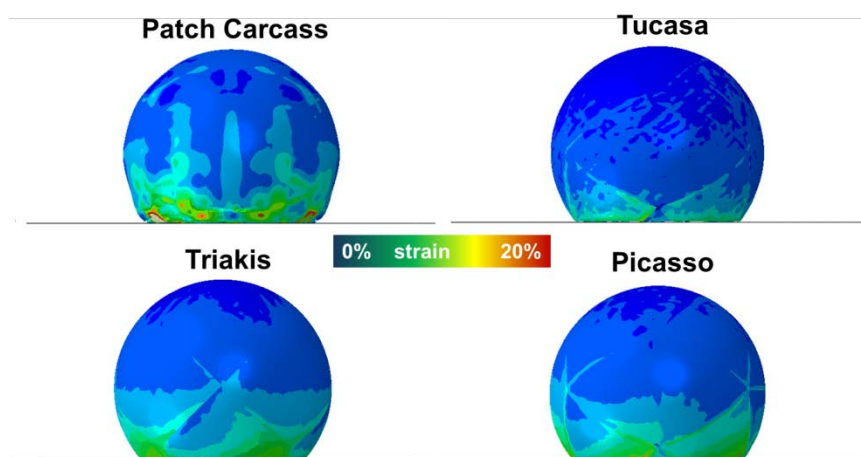 Patch Carcass
Tucasa
Triakis
0% strain 20%
Picasso